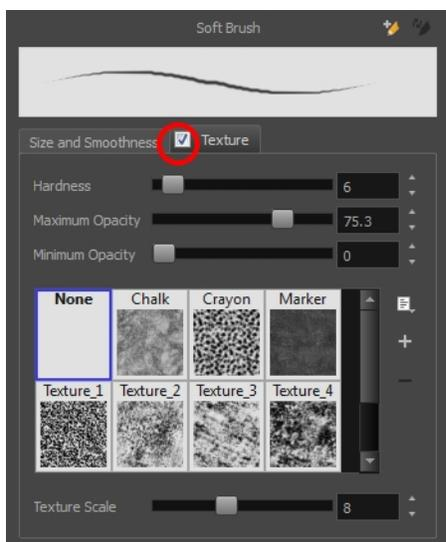 Soft Brush
Size and Smoothness Texture
Hardness 6
Maximum Opacity 75.3
Minimum Opacity 0
None Chalk Crayon Marker
Texture_1 Texture_2 Texture_3 Texture_4
Texture Scale 8